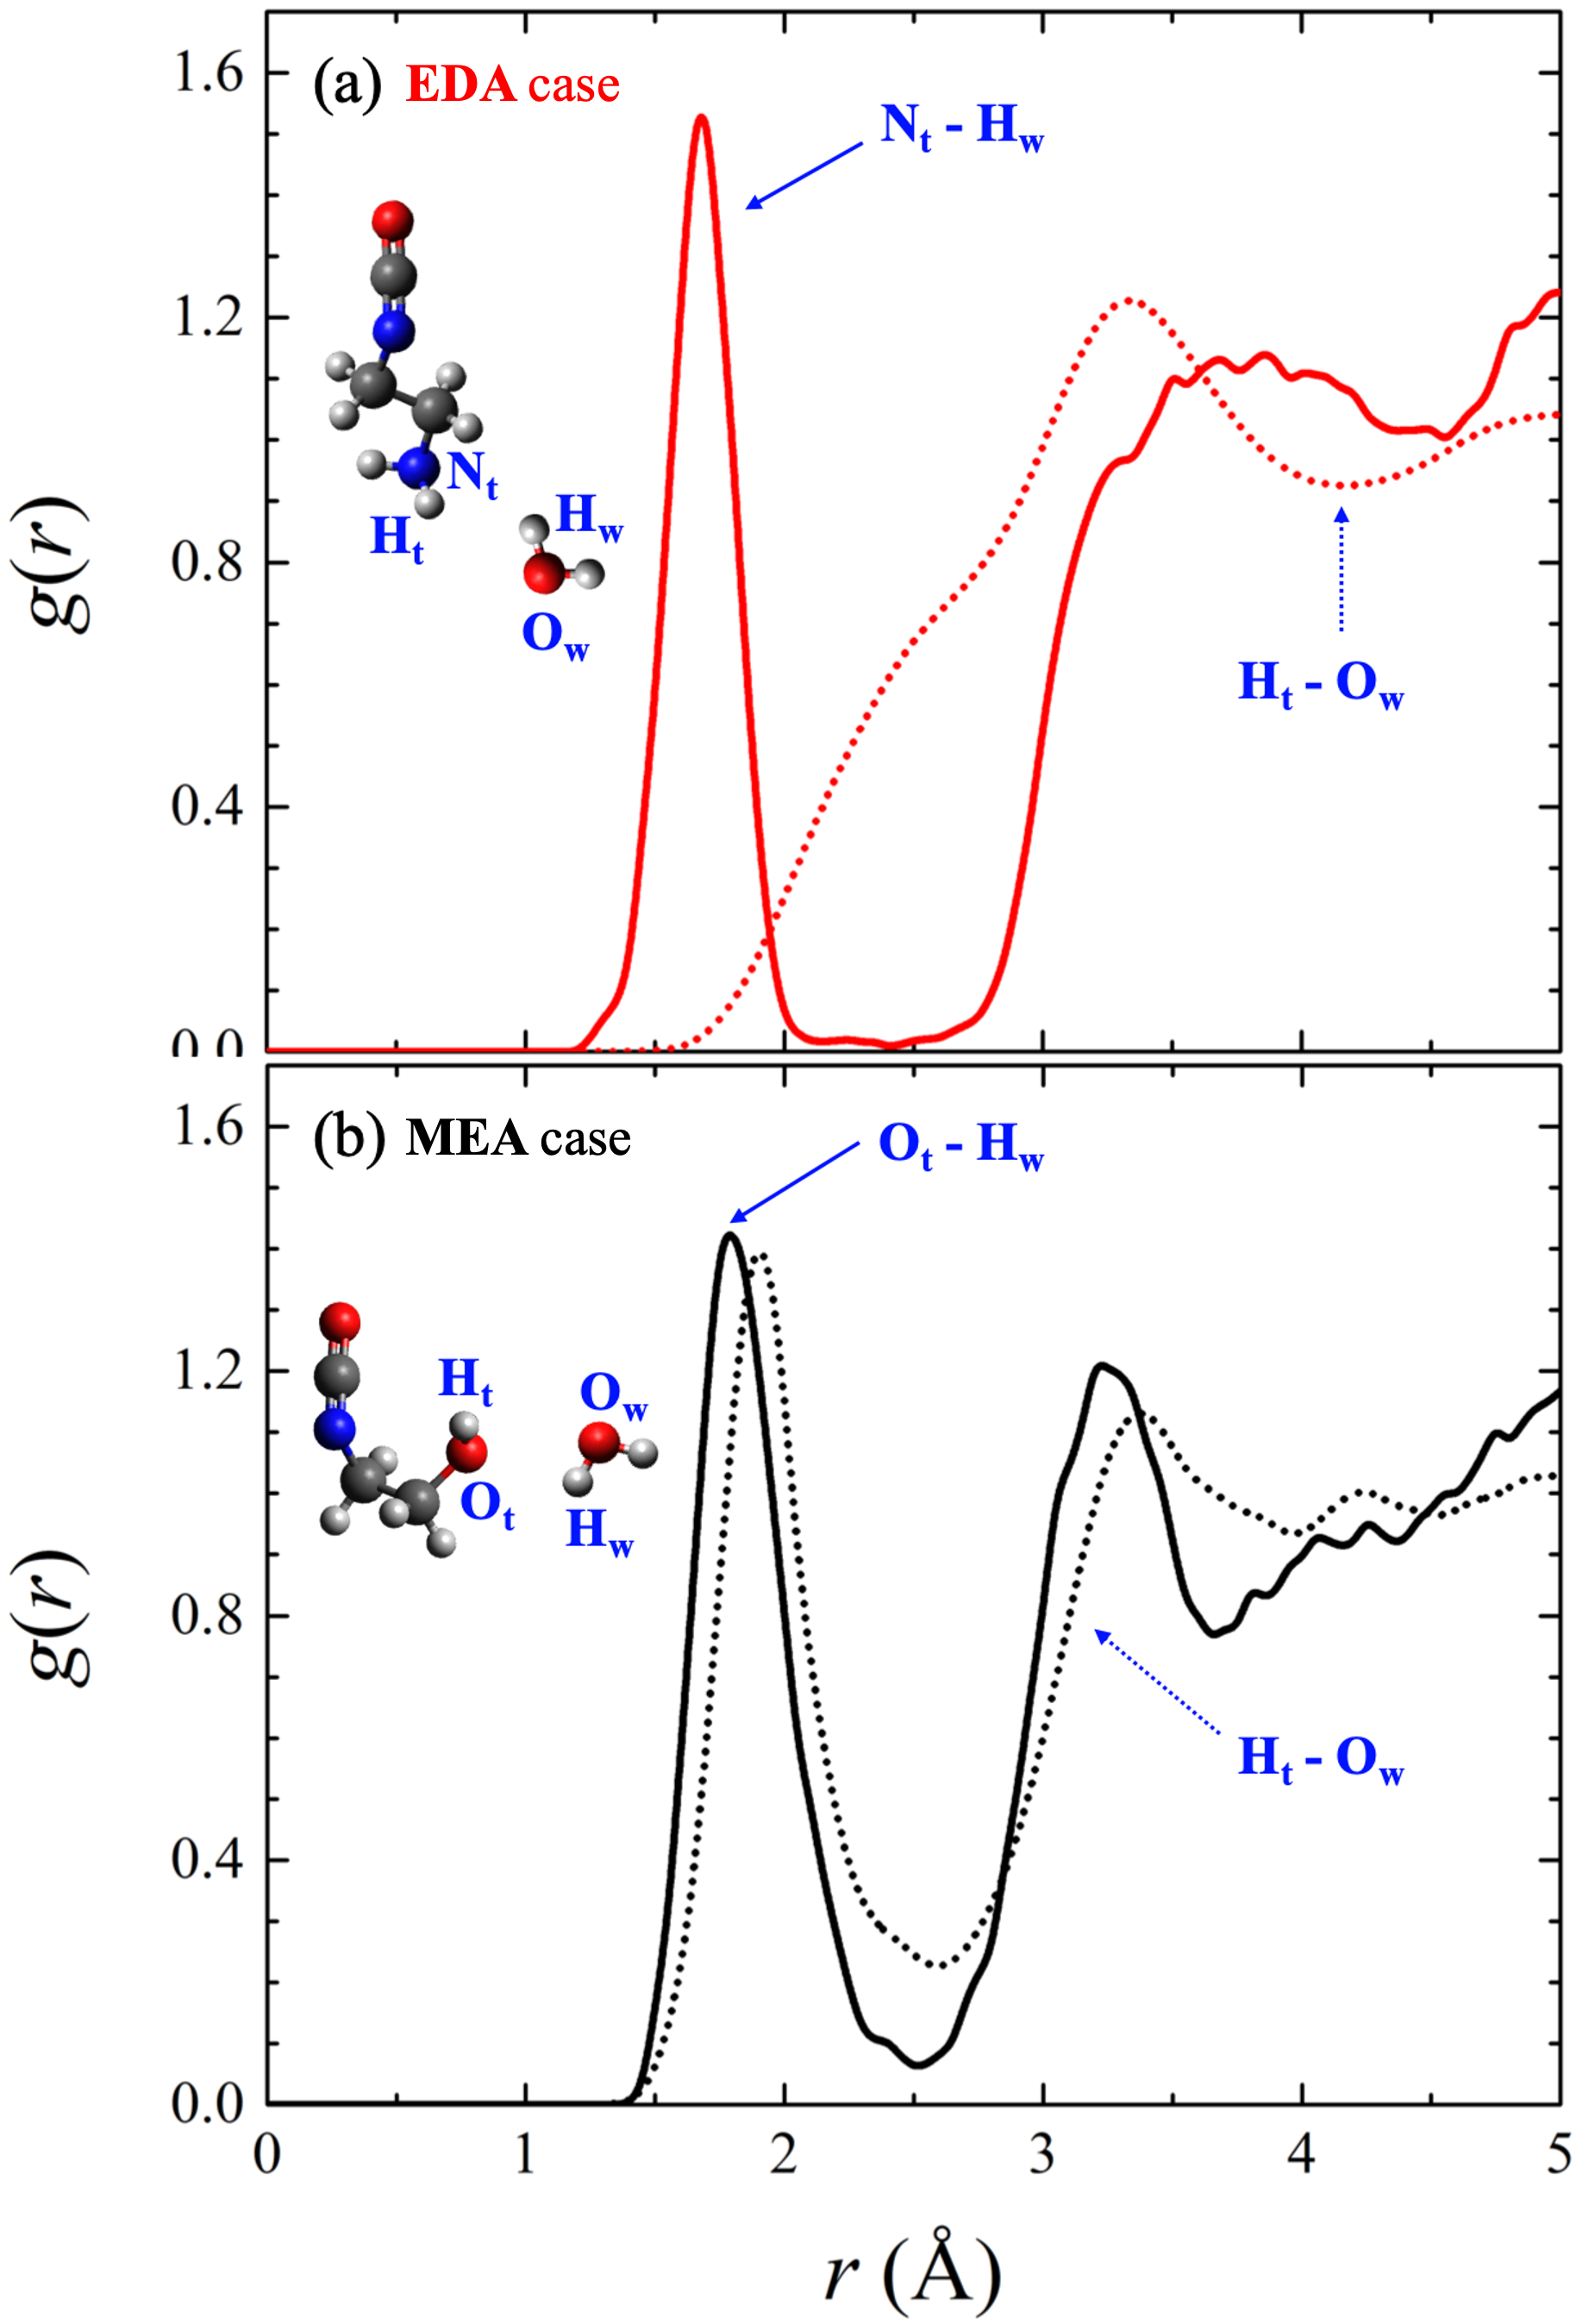 (a) EDA case
N_t - H_w
1.6
1.2
0.8
0.4
0.0
g(r)
N_t
H_t
H_w
O_w
H_t - O_w
(b) MEA case
O_t - H_w
1.6
1.2
0.8
0.4
0.0
g(r)
H_t
O_t
O_w
H_w
H_t - O_w
0 1 2 3 4 5
r (Å)